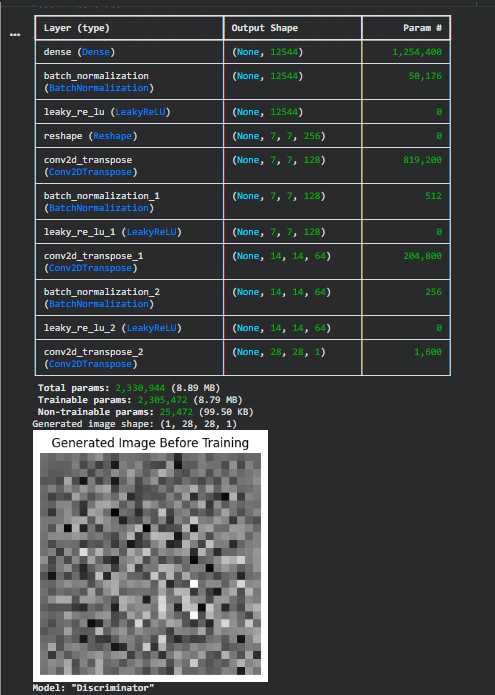 Layer (type) Output Shape Param #
dense (Dense) (None, 12544) 1,254,400
batch_normalization (None, 12544) 50,176
(BatchNormalization)
leaky_re_lu (LeakyReLU) (None, 12544) 0
reshape (Reshape) (None, 7, 7, 256) 0
conv2d_transpose (None, 7, 7, 128) 819,200
(Conv2DTranspose)
batch_normalization_1 (None, 7, 7, 128) 512
(BatchNormalization)
leaky_re_lu_1 (LeakyReLU) (None, 7, 7, 128) 0
conv2d_transpose_1 (None, 14, 14, 64) 204,800
(Conv2DTranspose)
batch_normalization_2 (None, 14, 14, 64) 256
(BatchNormalization)
leaky_re_lu_2 (LeakyReLU) (None, 14, 14, 64) 0
conv2d_transpose_2 (None, 28, 28, 1) 1,600
(Conv2DTranspose)
Total params: 2,330,944 (8.89 MB)
Trainable params: 2,305,472 (8.79 MB)
Non-trainable params: 25,472 (99.50 KB)
Generated image shape: (1, 28, 28, 1)
Generated Image Before Training
Model: "Discriminator"